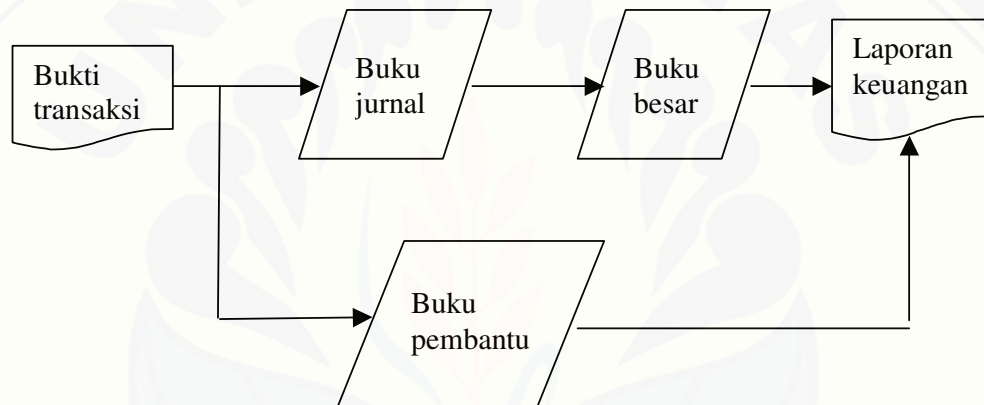 Bukti
transaksi
Buku
jurnal
Buku
besar
Laporan
keuangan
Buku
pembantu